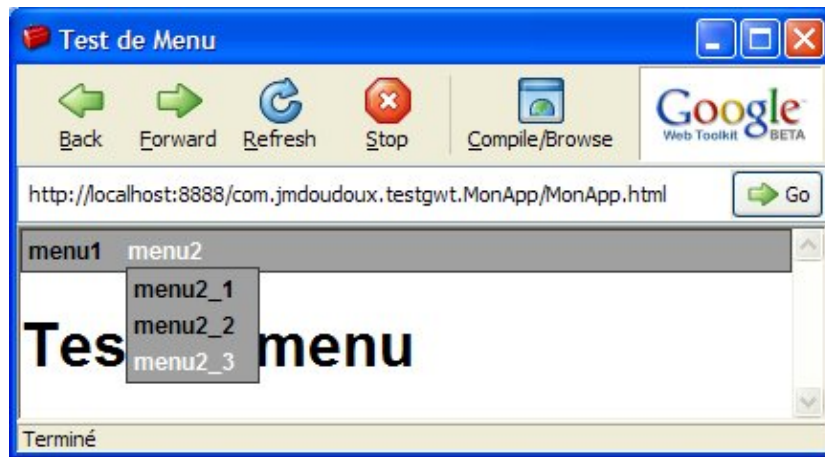 Test de Menu
Back Forward Refresh Stop Compile/Browse
Google
Web Toolkit BETA
http://localhost:8888/com.jmdoudoux.testgwt.MonApp/MonApp.html Go
menu1 menu2
menu2_1
menu2_2
menu2_3
Tes menu
Terminé